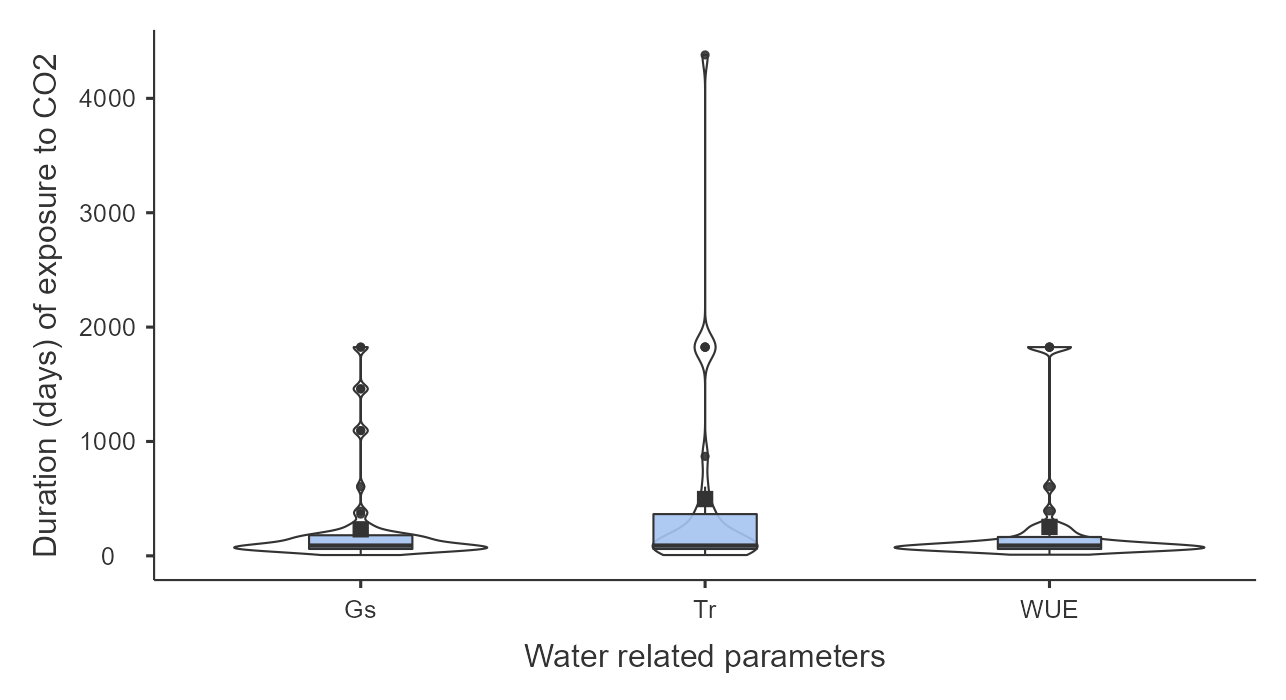 Duration (days) of exposure to CO2
4000
3000
2000
1000
0
Gs
Tr
WUE
Water related parameters